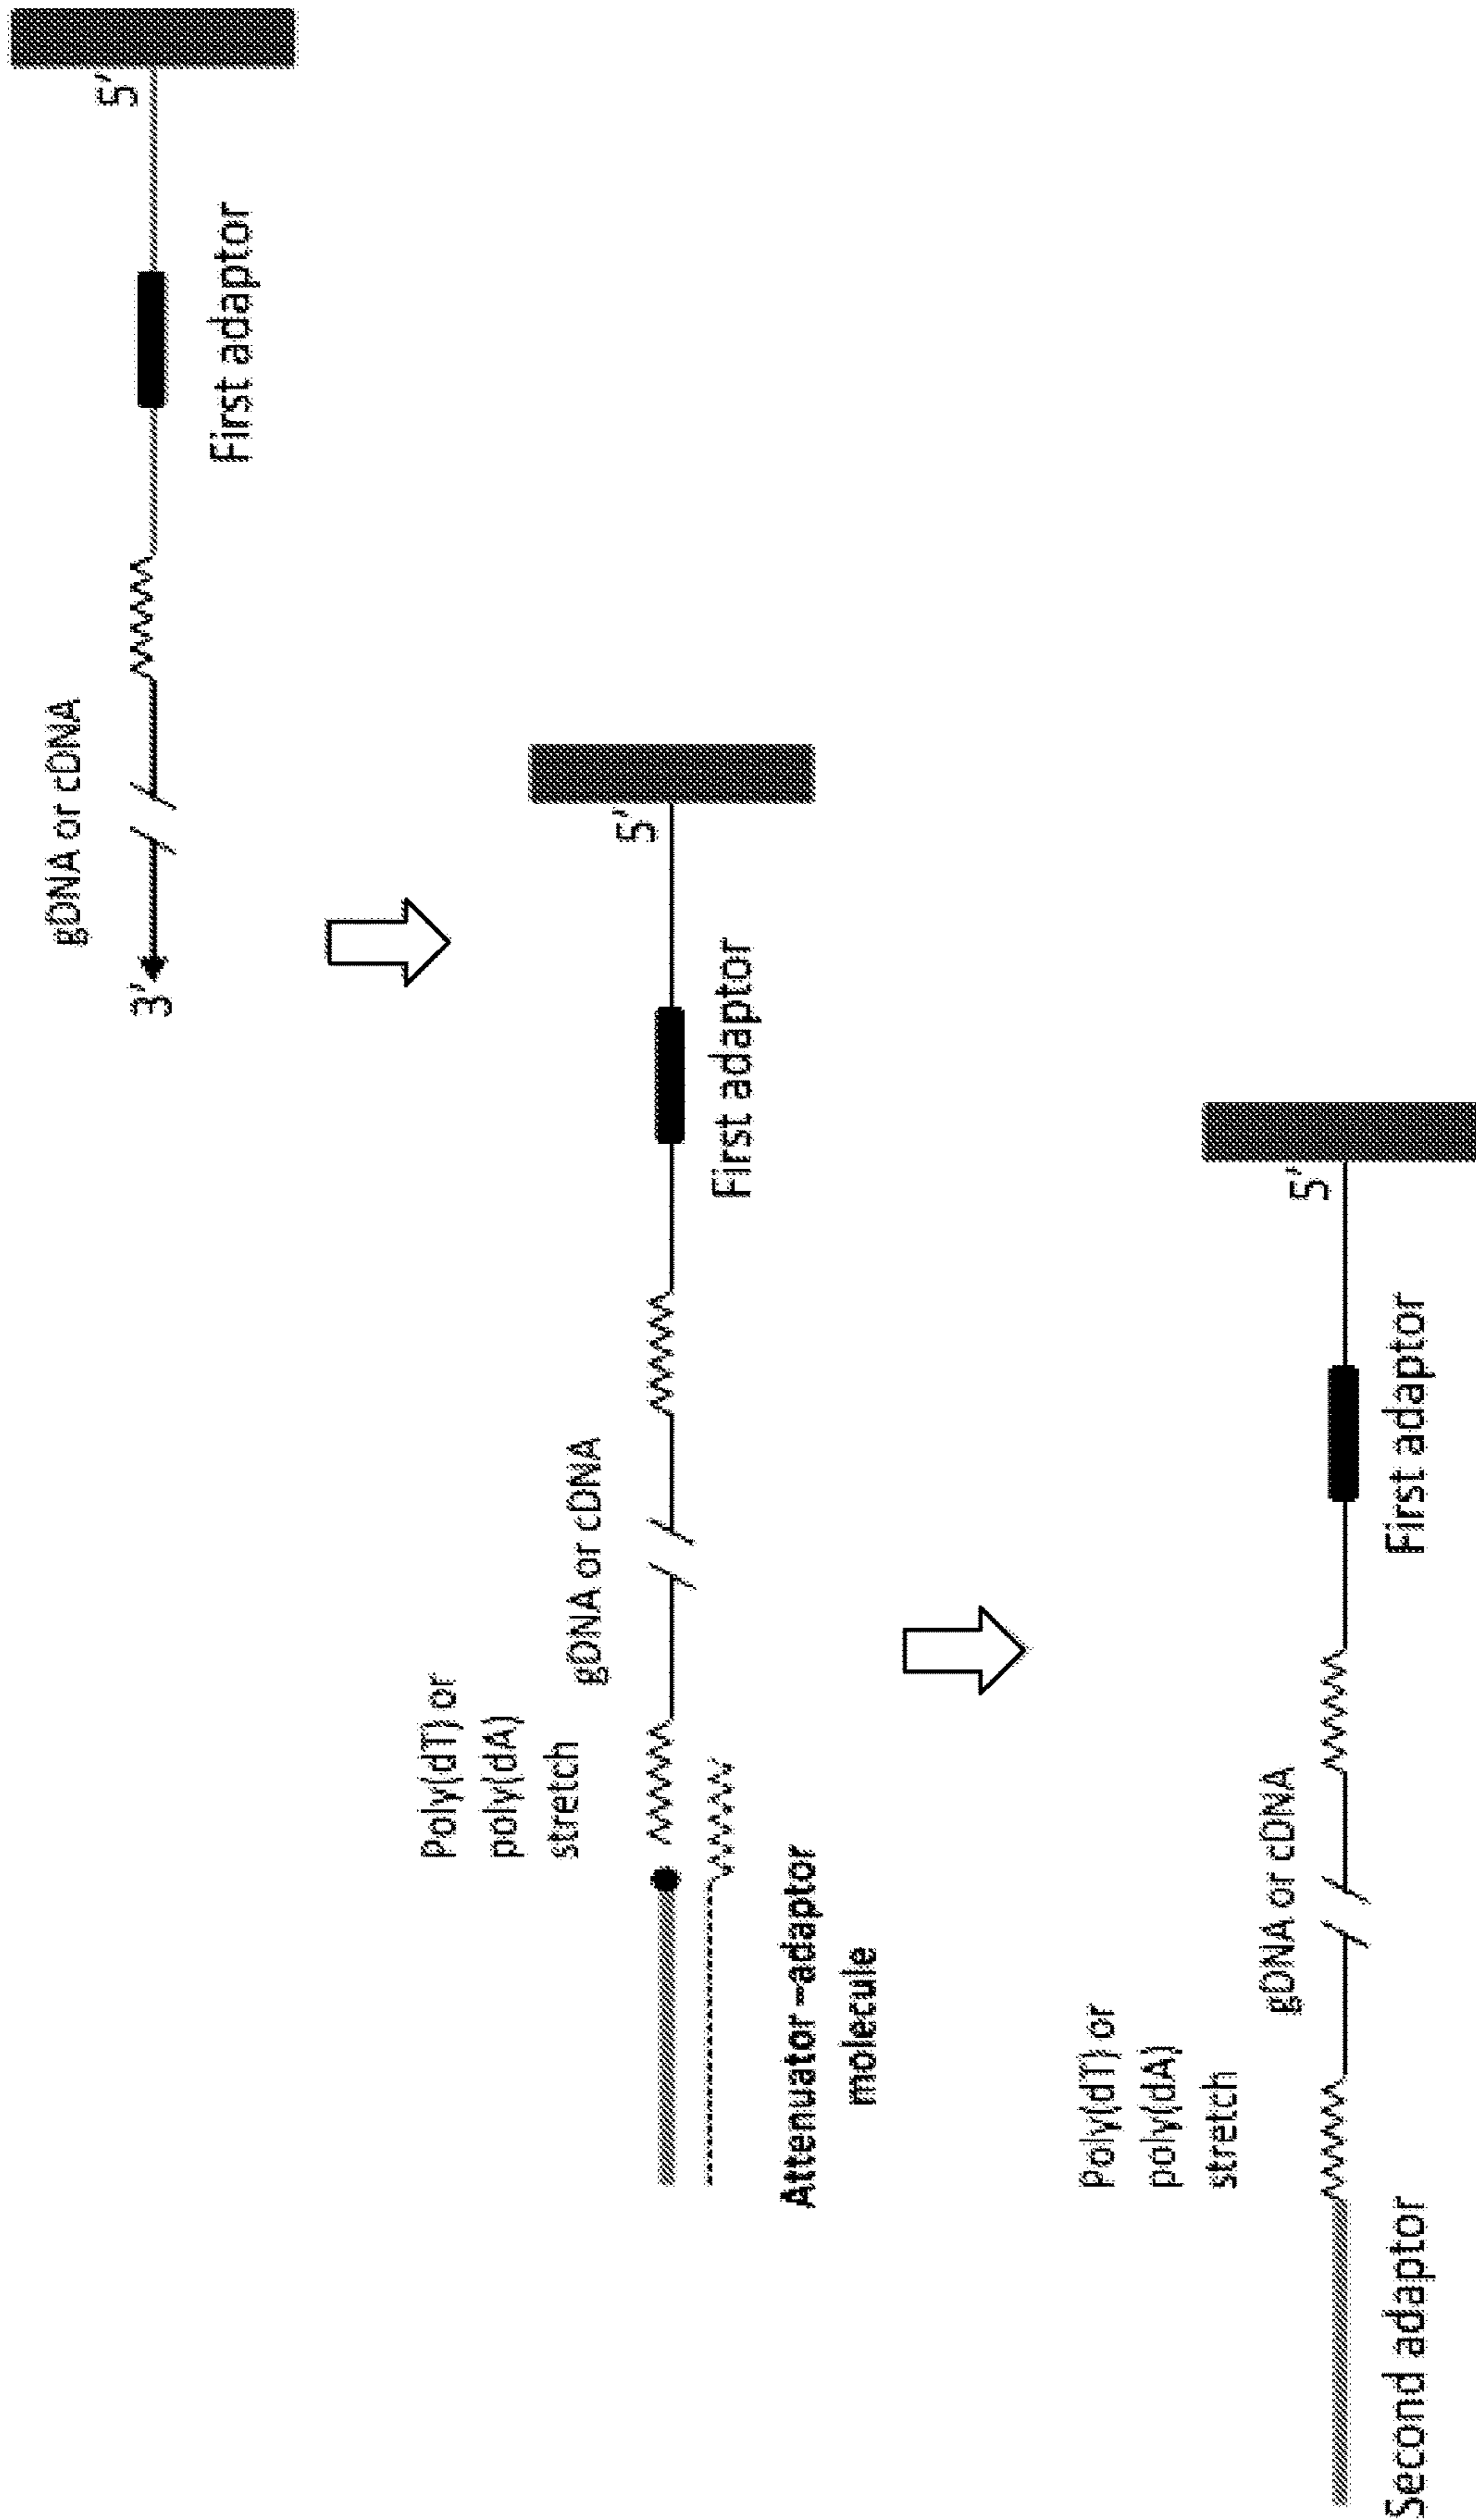 gDNA or cDNA
5'
3'
First adaptor
Poly(dT) or
poly(dA)
stretch
gDNA or cDNA
5'
First adaptor
Attenuator –adaptor
molecule
Poly(dT) or
poly(dA)
stretch
gDNA or cDNA
5'
Second adaptor
First adaptor